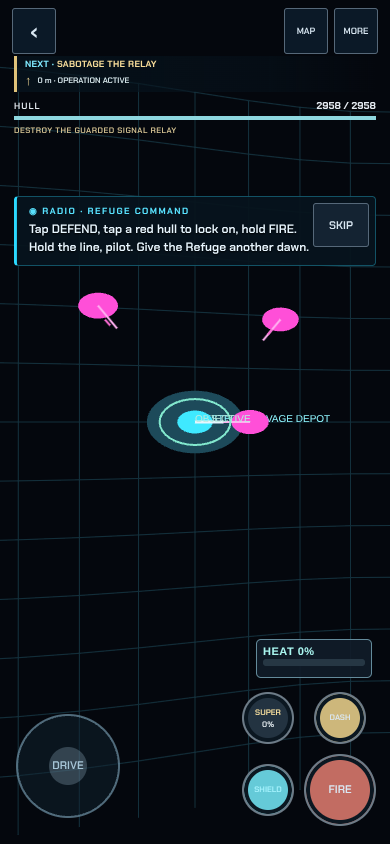 ‹
MAP
MORE
NEXT · SABOTAGE THE RELAY
↑ 0 m · OPERATION ACTIVE
HULL
2958 / 2958
DESTROY THE GUARDED SIGNAL RELAY
◉ RADIO · REFUGE COMMAND
Tap DEFEND, tap a red hull to lock on, hold FIRE.
Hold the line, pilot. Give the Refuge another dawn.
SKIP
DEPOT
HEAT 0%
SUPER
0%
DASH
DRIVE
SHIELD
FIRE